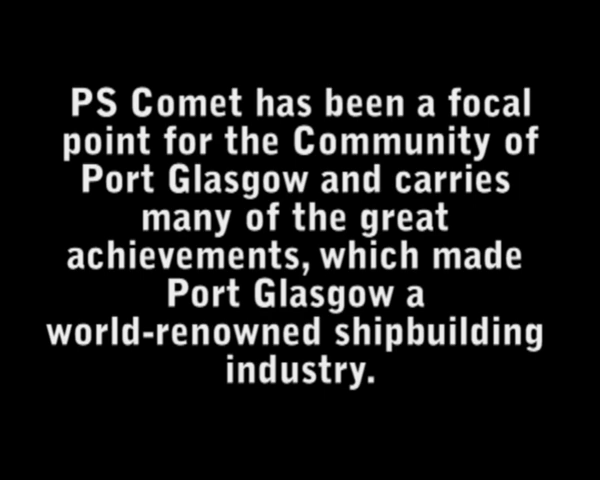 PS Comet has been a focal
point for the Community of
Port Glasgow and carries
many of the great
achievements, which made
Port Glasgow a
world-renowned shipbuilding
industry.